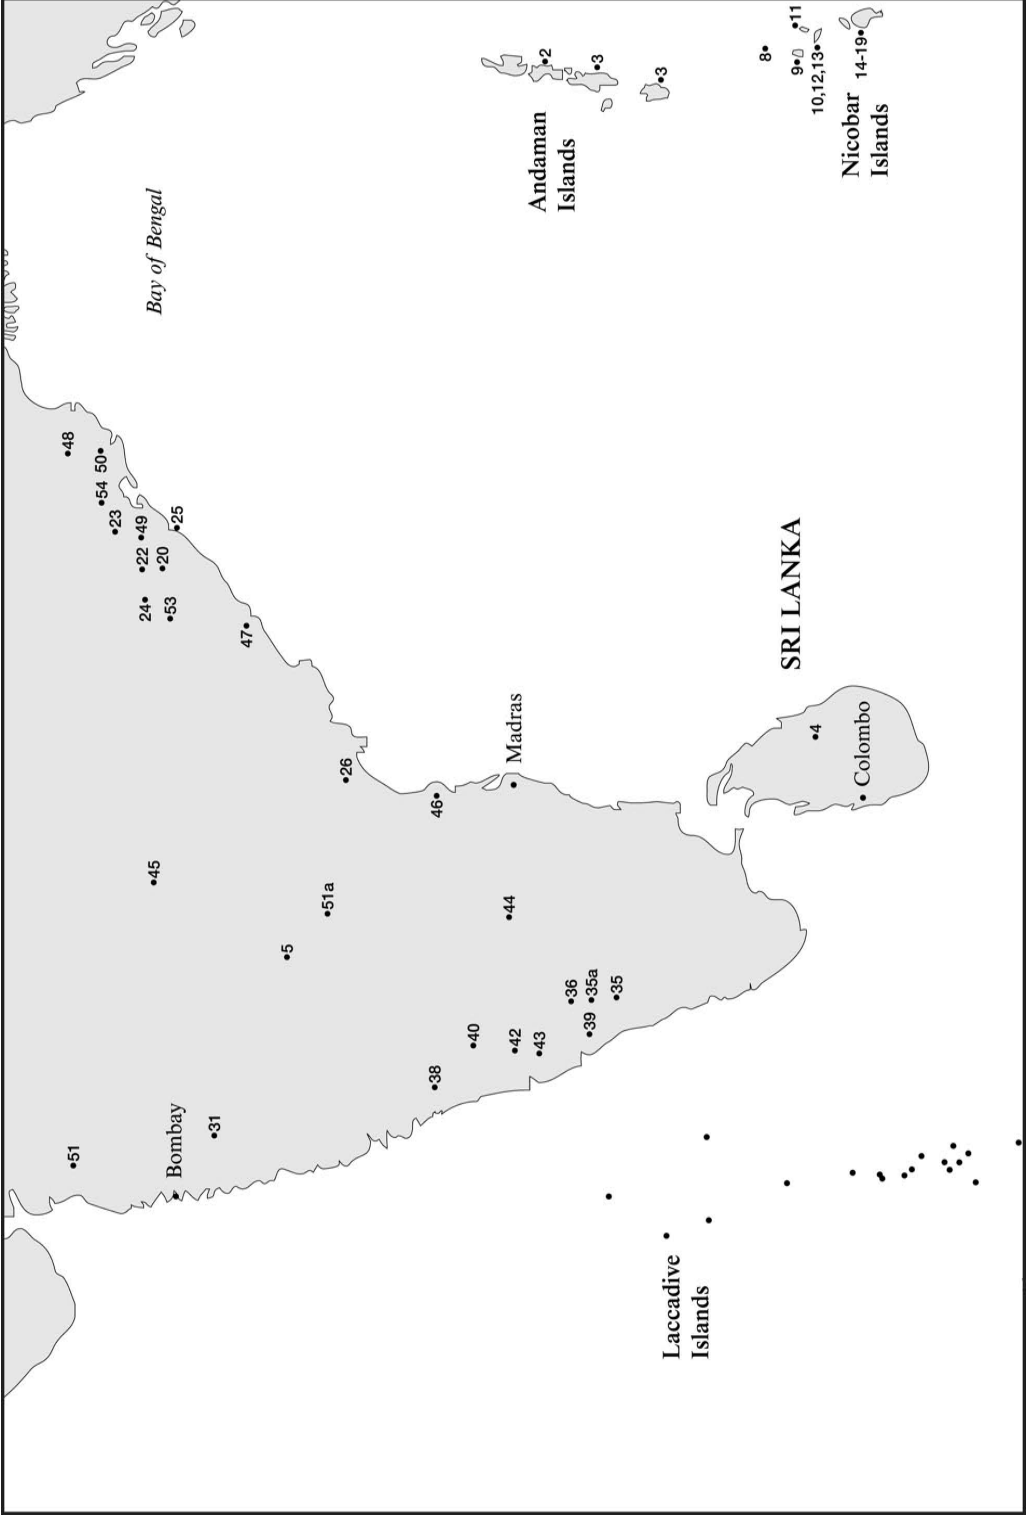 Bay of Bengal
48
50
54
23
49
22
25
20
24
53
47
26
46
Madras
45
51a
5
44
36
35a
35
39
40
42
43
38
31
Bombay
51
SRI LANKA
4
Colombo
Andaman
Islands
2
3
3
8
11
9
10,12,13
14-19
Nicobar
Islands
Laccadive
Islands